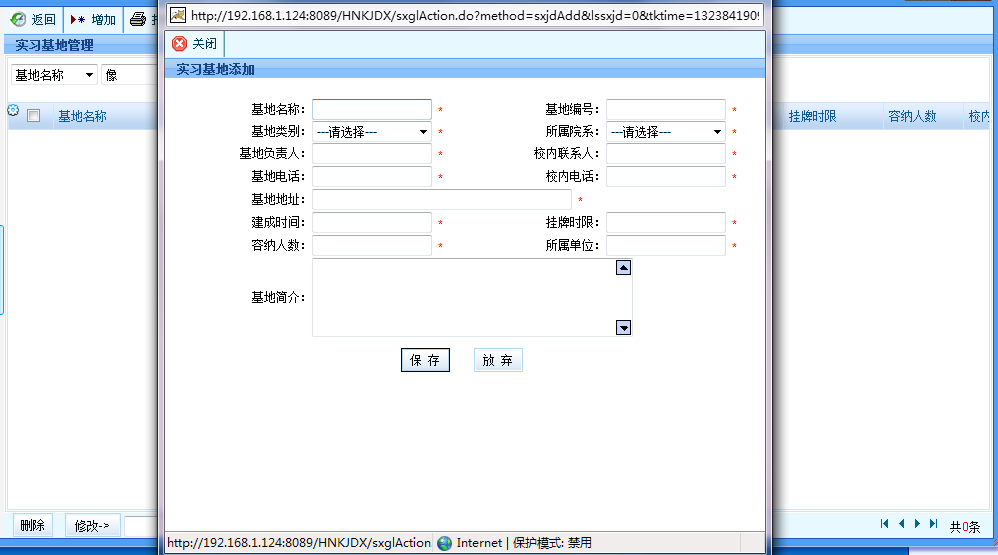 http://192.168.1.124:8089/HNKJDX/sxglAction.do?method=sxjdAdd&lssxjd=0&tktime=1323841909
返回 增加
关闭
实习基地管理
实习基地添加
基地名称 像
基地名称
挂牌时限 容纳人数 校内
基地名称: * 基地编号: *
基地类别: ---请选择--- * 所属院系: ---请选择--- *
基地负责人: * 校内联系人: *
基地电话: * 校内电话: *
基地地址: *
建成时间: * 挂牌时限: *
容纳人数: * 所属单位: *
基地简介:
保 存 放 弃
删除 修改->
共0条
http://192.168.1.124:8089/HNKJDX/sxglAction. Internet | 保护模式: 禁用